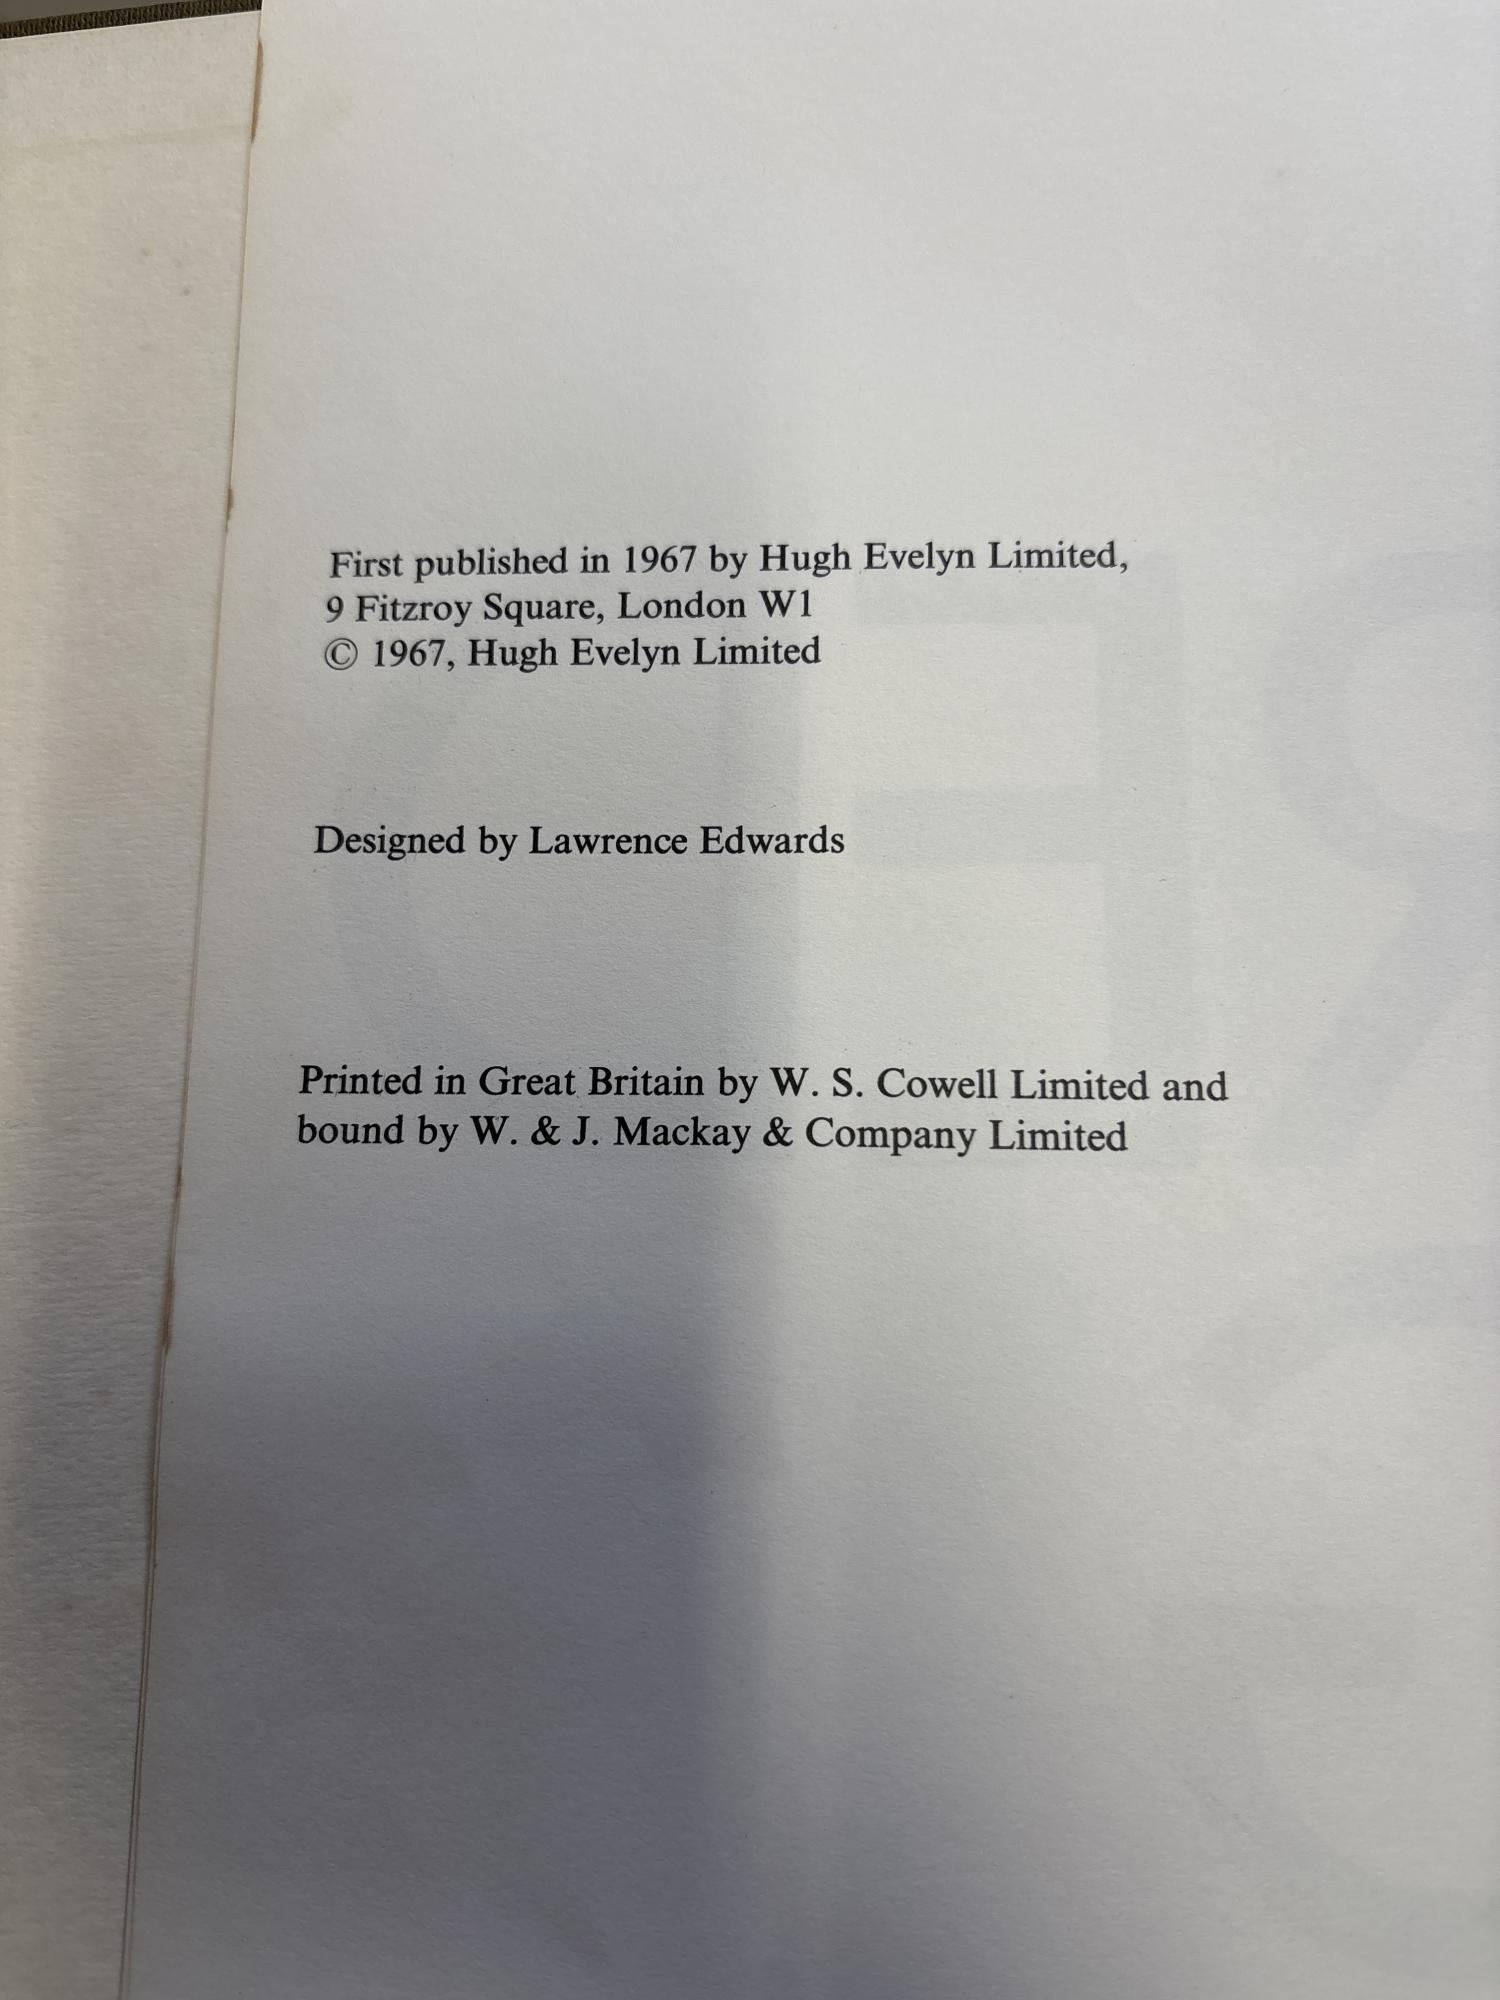 First published in 1967 by Hugh Evelyn Limited,
9 Fitzroy Square, London W1
© 1967, Hugh Evelyn Limited
Designed by Lawrence Edwards
Printed in Great Britain by W. S. Cowell Limited and
bound by W. & J. Mackay & Company Limited